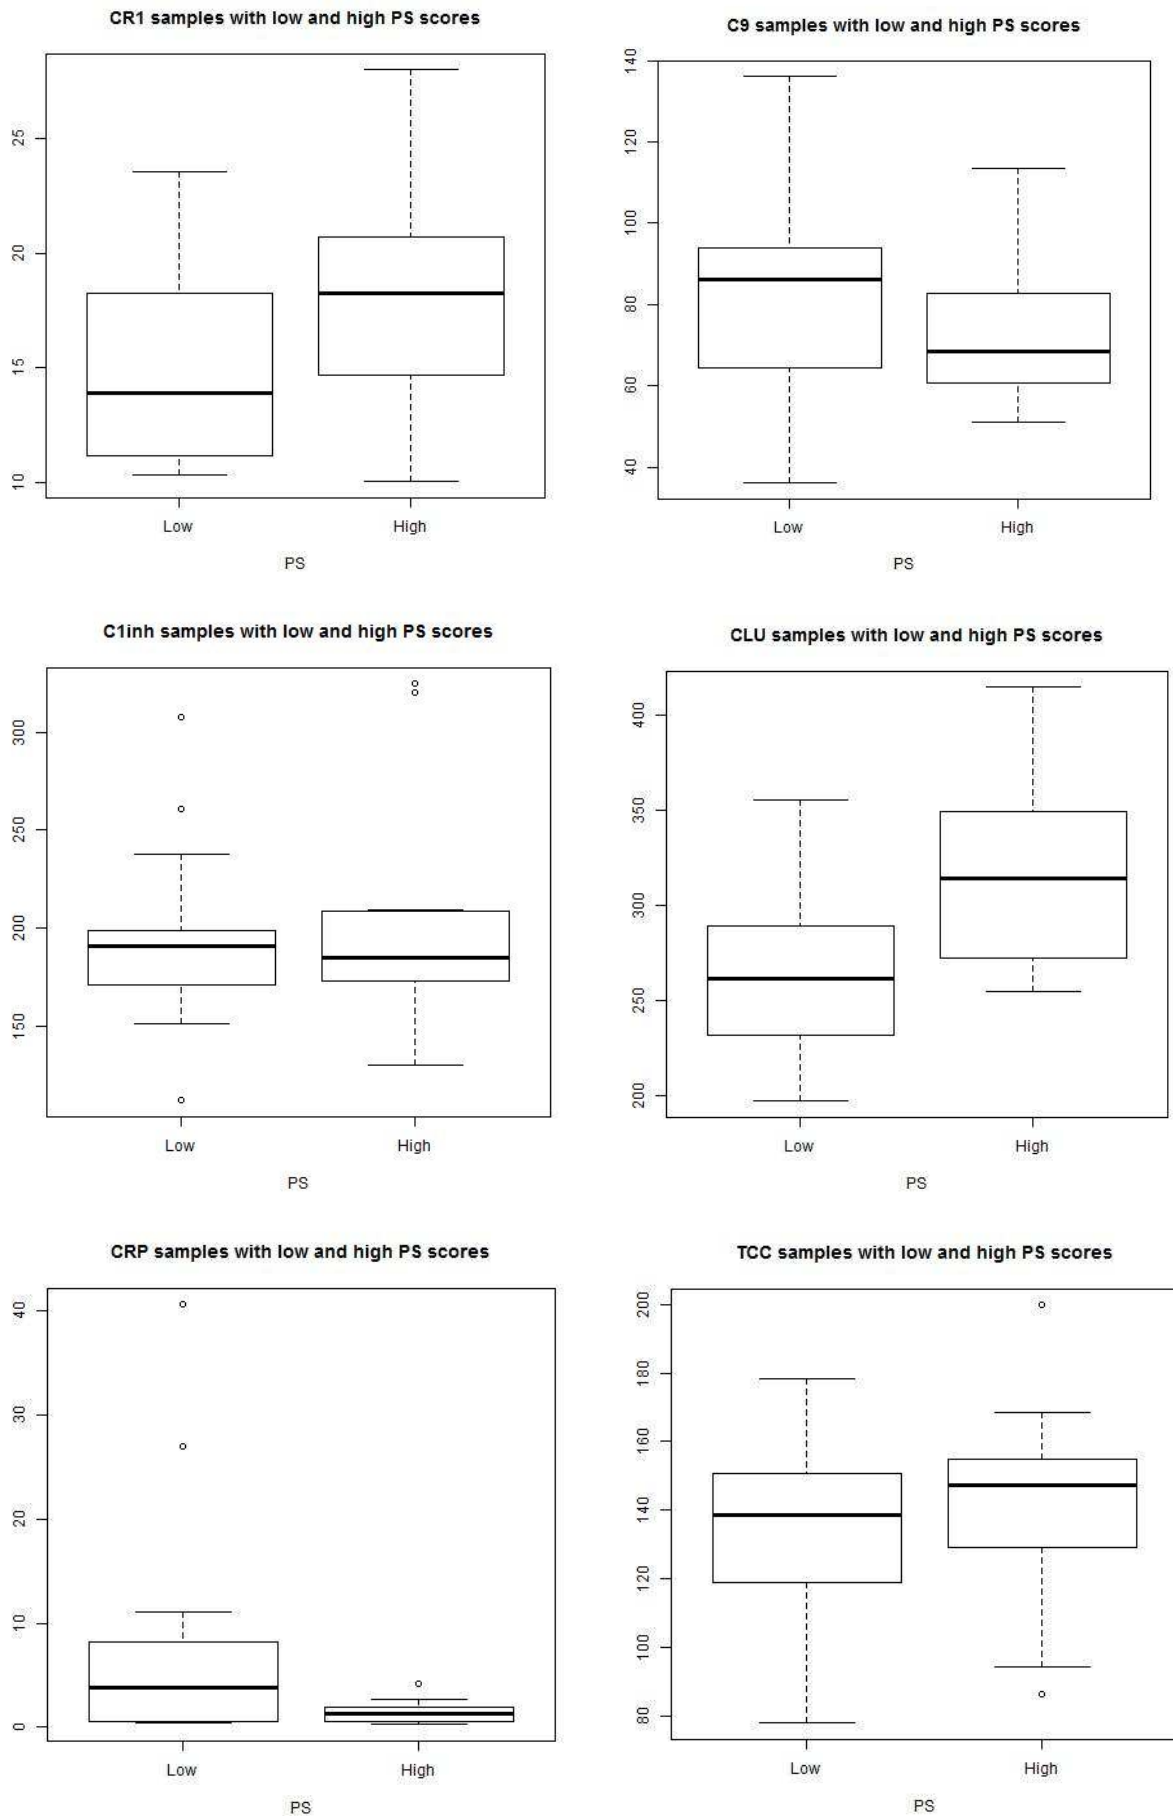 CR1 samples with low and high PS scores
25
20
15
10
Low High
PS
C9 samples with low and high PS scores
140
120
100
80
60
40
Low High
PS
C1inh samples with low and high PS scores
300
250
200
150
Low High
PS
CLU samples with low and high PS scores
400
350
300
250
200
Low High
PS
CRP samples with low and high PS scores
40
30
20
10
0
Low High
PS
TCC samples with low and high PS scores
200
180
160
140
120
100
80
Low High
PS